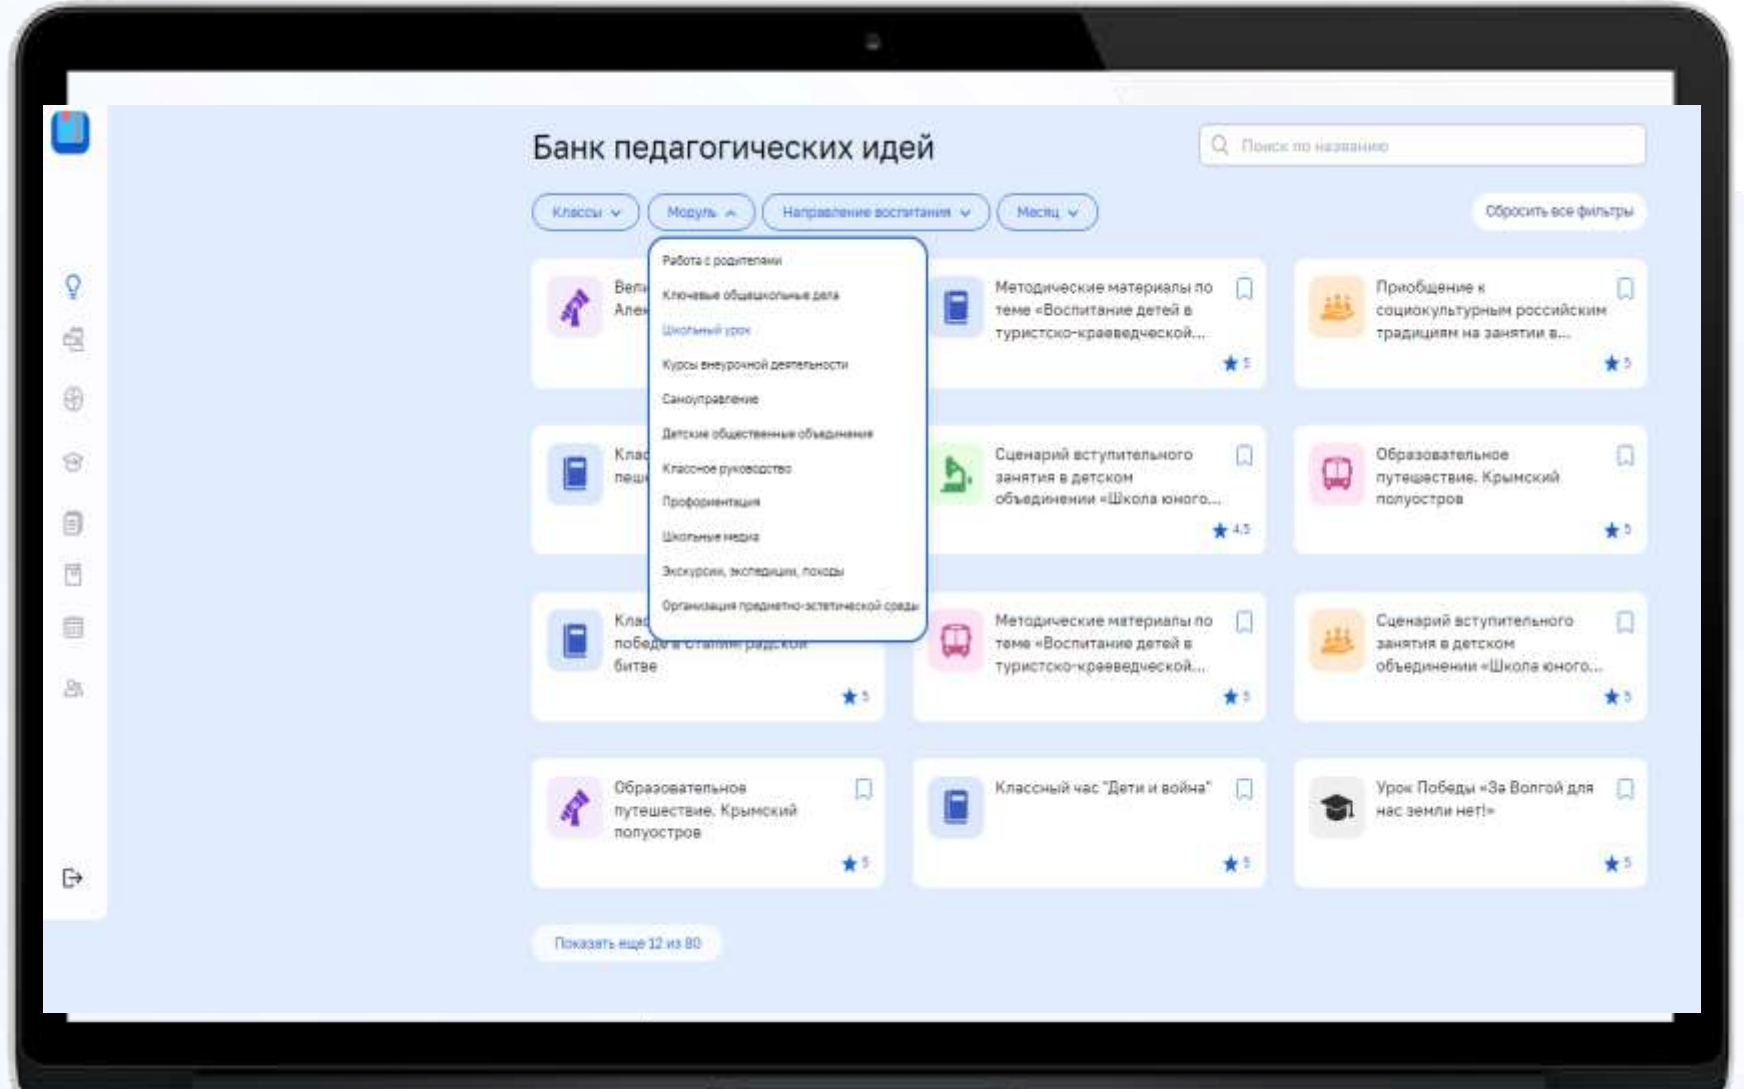 Банк педагогических идей
Поиск по названию
Классы
Модуль
Направление воспитания
Месяц
Сбросить все фильтры
Работа с родителями
Ключевые общешкольные дела
Школьный урок
Курсы внеурочной деятельности
Самоуправление
Детские общественные объединения
Классное руководство
Профориентация
Школьные медиа
Экскурсии, экспедиции, походы
Организация предметно-эстетической среды
Методические материалы по
теме «Воспитание детей в
туристско-краеведческой...
5
Приобщение к
социокультурным российским
традициям на занятии в...
5
Сценарий вступительного
занятия в детском
объединении «Школа юного...
4.5
Образовательное
путешествие. Крымский
полуостров
5
победе в Сталинградской
битве
5
Методические материалы по
теме «Воспитание детей в
туристско-краеведческой...
5
Сценарий вступительного
занятия в детском
объединении «Школа юного...
5
Образовательное
путешествие. Крымский
полуостров
5
Классный час "Дети и война"
5
Урок Победы «За Волгой для
нас земли нет!»
5
Показать еще 12 из 80